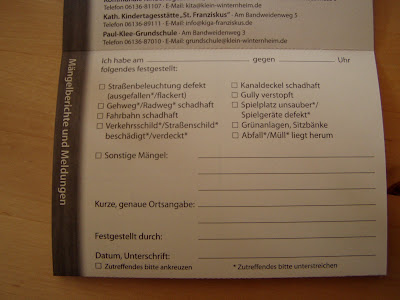 Telefon 06136-81107 · E-Mail: kita@klein-winternheim.de
Kath. Kindertagesstätte „St. Franziskus“ · Am Bandweidenweg 5
Telefon 06136-89111 · E-Mail: info@kiga-franziskus.de
Paul-Klee-Grundschule · Am Bandweidenweg 3
Telefon 06136-87010 · E-Mail: grundschule@klein-winternheim.de
Mängelberichte und Meldungen
Ich habe am gegen Uhr
folgendes festgestellt:
Straßenbeleuchtung defekt
(ausgefallen*/flackert)
Gehweg*/Radweg* schadhaft
Fahrbahn schadhaft
Verkehrsschild*/Straßenschild*
beschädigt*/verdeckt*
Kanaldeckel schadhaft
Gully verstopft
Spielplatz unsauber*/
Spielgeräte defekt*
Grünanlagen, Sitzbänke
Abfall*/Müll* liegt herum
Sonstige Mängel:
Kurze, genaue Ortsangabe:
Festgestellt durch:
Datum, Unterschrift:
Zutreffendes bitte ankreuzen
* Zutreffendes bitte unterstreichen